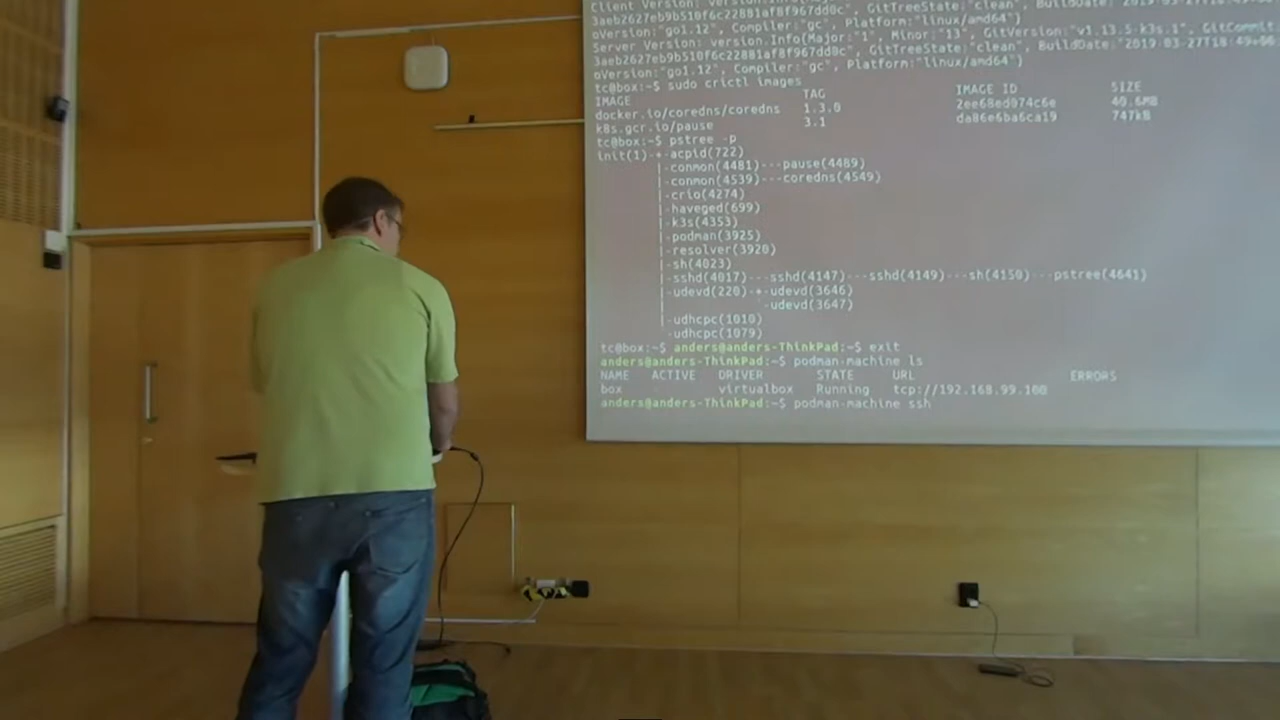 Client Version: version.Info{Major:"1", Minor:"13", GitVersion:"v1.13.5-k3s.1", GitCommit
3aeb2627eb9b510f6c22881af8f967dd8c", GitTreeState:"clean", BuildDate:"2019-03-27T18:49+00
oVersion:"go1.12", Compiler:"gc", Platform:"linux/amd64"}
Server Version: version.Info{Major:"1", Minor:"13", GitVersion:"v1.13.5-k3s.1", GitCommit
3aeb2627eb9b510f6c22881af8f967dd8c", GitTreeState:"clean", BuildDate:"2019-03-27T18:49+00
oVersion:"go1.12", Compiler:"gc", Platform:"linux/amd64"}
tc@box:~$ sudo crictl images
IMAGE TAG IMAGE ID SIZE
docker.io/coredns/coredns 1.3.0 2ee68ed074c6e 40.6MB
k8s.gcr.io/pause 3.1 da86e6ba6ca19 747kB
tc@box:~$ pstree -p
init(1)-+-acpid(722)
|-conmon(4481)---pause(4489)
|-conmon(4539)---coredns(4549)
|-crio(4274)
|-haveged(699)
|-k3s(4353)
|-podman(3925)
|-resolver(3920)
|-sh(4023)
|-sshd(4017)---sshd(4147)---sshd(4149)---sh(4150)---pstree(4641)
|-udevd(220)-+-udevd(3646)
`-udevd(3647)
|-udhcpc(1010)
`-udhcpc(1079)
tc@box:~$ anders@anders-ThinkPad:~$ exit
anders@anders-ThinkPad:~$ podman-machine ls
NAME ACTIVE DRIVER STATE URL ERRORS
box - virtualbox Running tcp://192.168.99.100
anders@anders-ThinkPad:~$ podman-machine ssh